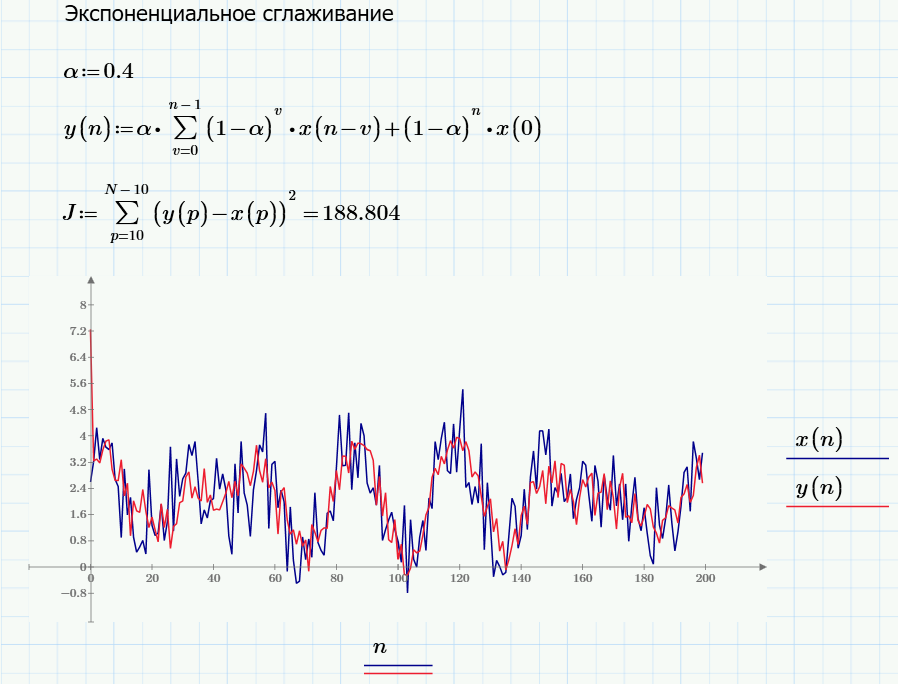 Экспоненциальное сглаживание
α:=0.4
n−1
y(n):=α·∑(1−α)^v·x(n−v)+(1−α)^n·x(0)
v=0
N−10
J:=∑(y(p)−x(p))^2=188.804
p=10
8
7.2
6.4
5.6
4.8
4
3.2
2.4
1.6
0.8
0
−0.8
0 20 40 60 80 100 120 140 160 180 200
x(n)
y(n)
n